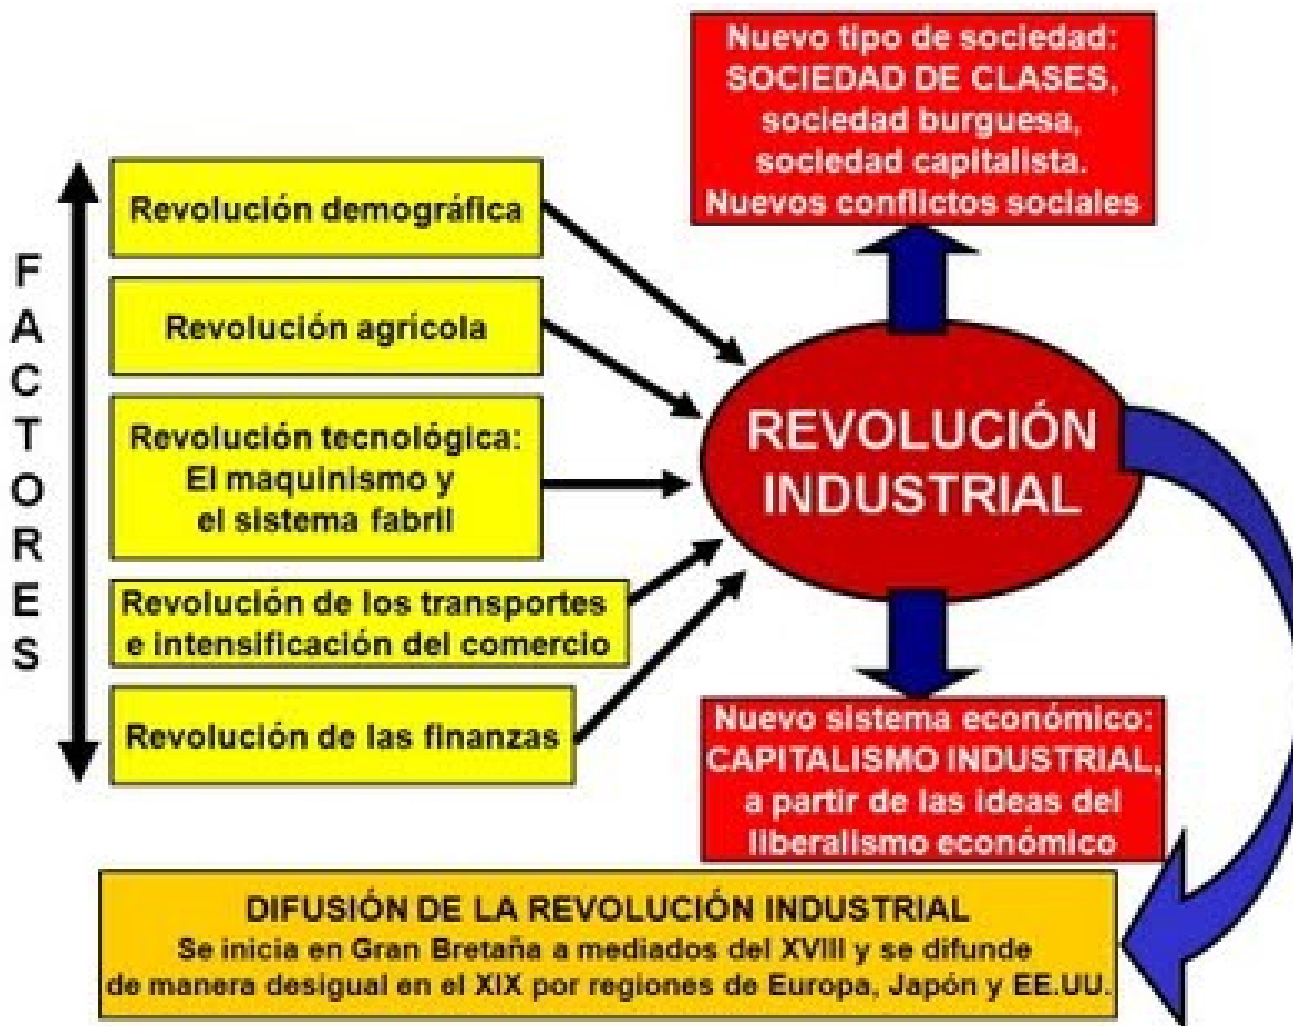 FACTORES
Revolución demográfica
Revolución agrícola
Revolución tecnológica:
El maquinismo y
el sistema fabril
Revolución de los transportes
e intensificación del comercio
Revolución de las finanzas
REVOLUCIÓN
INDUSTRIAL
Nuevo tipo de sociedad:
SOCIEDAD DE CLASES,
sociedad burguesa,
sociedad capitalista.
Nuevos conflictos sociales
Nuevo sistema económico:
CAPITALISMO INDUSTRIAL,
a partir de las ideas del
liberalismo económico
DIFUSIÓN DE LA REVOLUCIÓN INDUSTRIAL
Se inicia en Gran Bretaña a mediados del XVIII y se difunde
de manera desigual en el XIX por regiones de Europa, Japón y EE.UU.